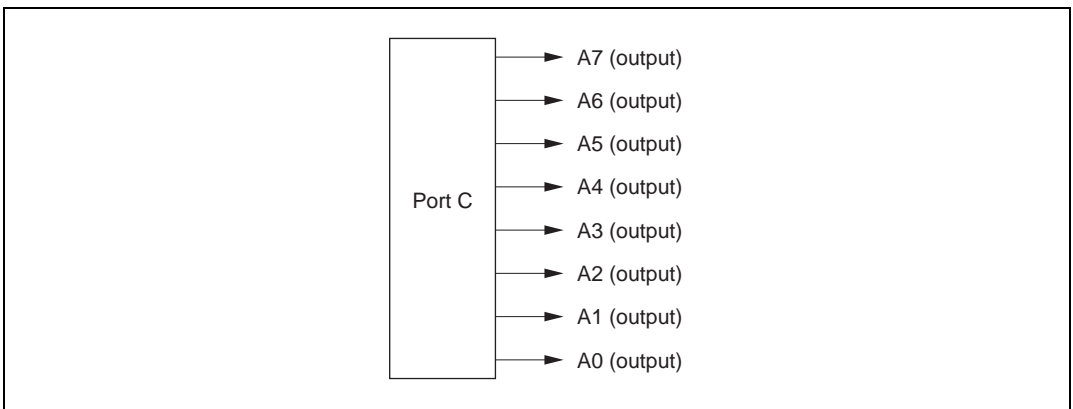 A7 (output)
A6 (output)
A5 (output)
A4 (output)
Port C
A3 (output)
A2 (output)
A1 (output)
A0 (output)